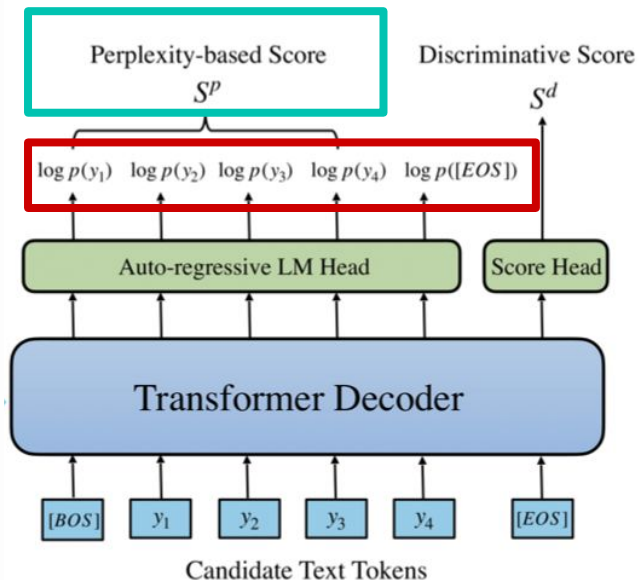 Perplexity-based Score Discriminative Score
S^p S^d
log p(y₁) log p(y₂) log p(y₃) log p(y₄) log p([EOS])
Auto-regressive LM Head Score Head
Transformer Decoder
[BOS] y₁ y₂ y₃ y₄ [EOS]
Candidate Text Tokens